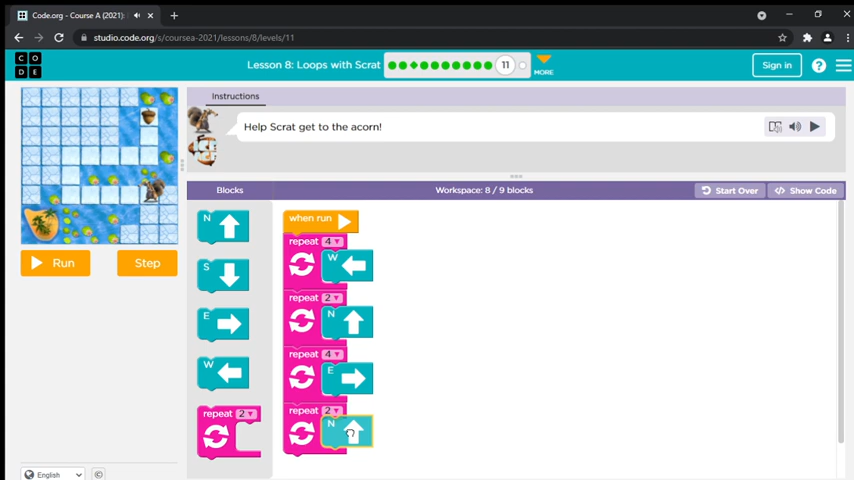 Code.org - Course A (2021):
studio.code.org/s/coursea-2021/lessons/8/levels/11
C O
D E
Lesson 8: Loops with Scrat
11
MORE
Sign in
?
Instructions
Help Scrat get to the acorn!
Blocks
Workspace: 8 / 9 blocks
Start Over
</> Show Code
N
S
E
W
repeat 2
Run
Step
when run
repeat 4
W
repeat 2
N
repeat 4
E
repeat 2
N
English
©